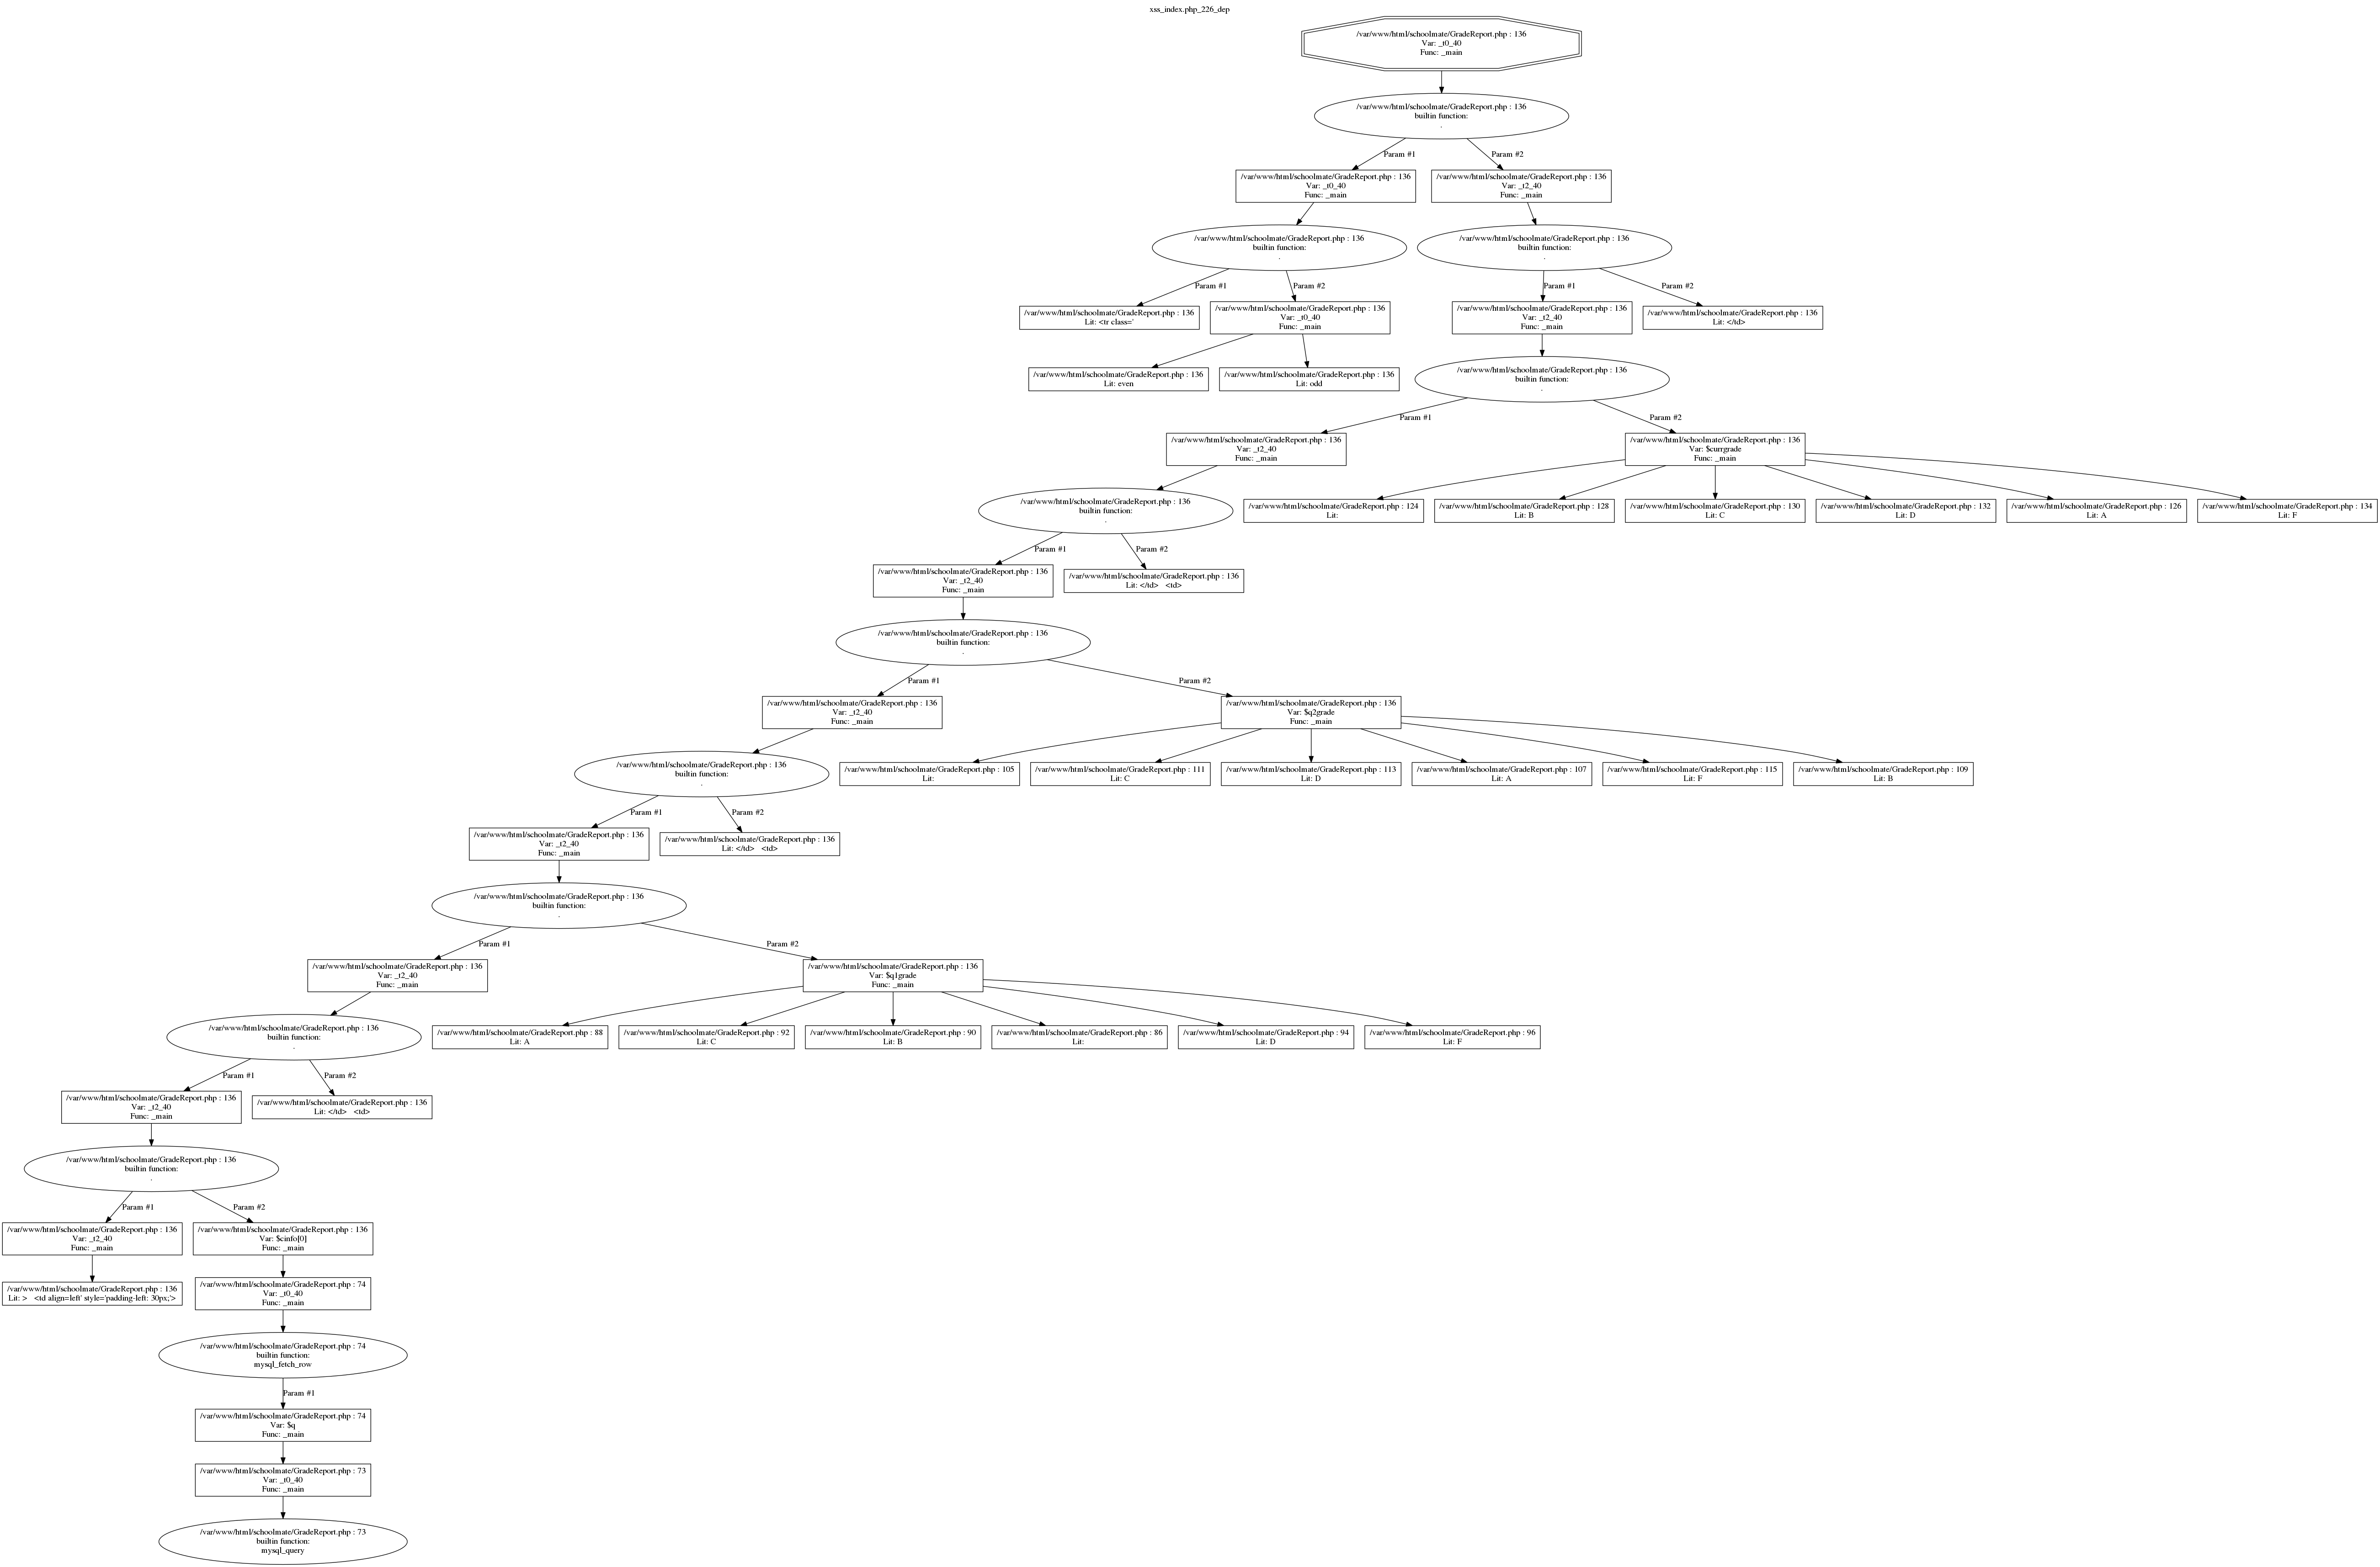 xss_index.php_226_dep
/var/www/html/schoolmate/GradeReport.php : 136
Var: _t0_40
Func: _main
/var/www/html/schoolmate/GradeReport.php : 136
builtin function:
.
Param #1
Param #2
/var/www/html/schoolmate/GradeReport.php : 136
Var: _t0_40
Func: _main
/var/www/html/schoolmate/GradeReport.php : 136
Var: _t2_40
Func: _main
/var/www/html/schoolmate/GradeReport.php : 136
builtin function:
.
/var/www/html/schoolmate/GradeReport.php : 136
builtin function:
.
Param #1
Param #2
Param #1
Param #2
/var/www/html/schoolmate/GradeReport.php : 136
Lit: <tr class='
/var/www/html/schoolmate/GradeReport.php : 136
Var: _t0_40
Func: _main
/var/www/html/schoolmate/GradeReport.php : 136
Var: _t2_40
Func: _main
/var/www/html/schoolmate/GradeReport.php : 136
Lit: </td>
/var/www/html/schoolmate/GradeReport.php : 136
Lit: even
/var/www/html/schoolmate/GradeReport.php : 136
Lit: odd
/var/www/html/schoolmate/GradeReport.php : 136
builtin function:
.
Param #1
Param #2
/var/www/html/schoolmate/GradeReport.php : 136
Var: _t2_40
Func: _main
/var/www/html/schoolmate/GradeReport.php : 136
Var: $currgrade
Func: _main
/var/www/html/schoolmate/GradeReport.php : 136
builtin function:
.
/var/www/html/schoolmate/GradeReport.php : 124
Lit:
/var/www/html/schoolmate/GradeReport.php : 128
Lit: B
/var/www/html/schoolmate/GradeReport.php : 130
Lit: C
/var/www/html/schoolmate/GradeReport.php : 132
Lit: D
/var/www/html/schoolmate/GradeReport.php : 126
Lit: A
/var/www/html/schoolmate/GradeReport.php : 134
Lit: F
Param #1
Param #2
/var/www/html/schoolmate/GradeReport.php : 136
Var: _t2_40
Func: _main
/var/www/html/schoolmate/GradeReport.php : 136
Lit: </td>   <td>
/var/www/html/schoolmate/GradeReport.php : 136
builtin function:
.
Param #1
Param #2
/var/www/html/schoolmate/GradeReport.php : 136
Var: _t2_40
Func: _main
/var/www/html/schoolmate/GradeReport.php : 136
Var: $q2grade
Func: _main
/var/www/html/schoolmate/GradeReport.php : 136
builtin function:
.
/var/www/html/schoolmate/GradeReport.php : 105
Lit:
/var/www/html/schoolmate/GradeReport.php : 111
Lit: C
/var/www/html/schoolmate/GradeReport.php : 113
Lit: D
/var/www/html/schoolmate/GradeReport.php : 107
Lit: A
/var/www/html/schoolmate/GradeReport.php : 115
Lit: F
/var/www/html/schoolmate/GradeReport.php : 109
Lit: B
Param #1
Param #2
/var/www/html/schoolmate/GradeReport.php : 136
Var: _t2_40
Func: _main
/var/www/html/schoolmate/GradeReport.php : 136
Lit: </td>   <td>
/var/www/html/schoolmate/GradeReport.php : 136
builtin function:
.
Param #1
Param #2
/var/www/html/schoolmate/GradeReport.php : 136
Var: _t2_40
Func: _main
/var/www/html/schoolmate/GradeReport.php : 136
Var: $q1grade
Func: _main
/var/www/html/schoolmate/GradeReport.php : 136
builtin function:
.
/var/www/html/schoolmate/GradeReport.php : 88
Lit: A
/var/www/html/schoolmate/GradeReport.php : 92
Lit: C
/var/www/html/schoolmate/GradeReport.php : 90
Lit: B
/var/www/html/schoolmate/GradeReport.php : 86
Lit:
/var/www/html/schoolmate/GradeReport.php : 94
Lit: D
/var/www/html/schoolmate/GradeReport.php : 96
Lit: F
Param #1
Param #2
/var/www/html/schoolmate/GradeReport.php : 136
Var: _t2_40
Func: _main
/var/www/html/schoolmate/GradeReport.php : 136
Lit: </td>   <td>
/var/www/html/schoolmate/GradeReport.php : 136
builtin function:
.
Param #1
Param #2
/var/www/html/schoolmate/GradeReport.php : 136
Var: _t2_40
Func: _main
/var/www/html/schoolmate/GradeReport.php : 136
Var: $cinfo[0]
Func: _main
/var/www/html/schoolmate/GradeReport.php : 136
Lit: >   <td align=left' style='padding-left: 30px;'>
/var/www/html/schoolmate/GradeReport.php : 74
Var: _t0_40
Func: _main
/var/www/html/schoolmate/GradeReport.php : 74
builtin function:
mysql_fetch_row
Param #1
/var/www/html/schoolmate/GradeReport.php : 74
Var: $q
Func: _main
/var/www/html/schoolmate/GradeReport.php : 73
Var: _t0_40
Func: _main
/var/www/html/schoolmate/GradeReport.php : 73
builtin function:
mysql_query